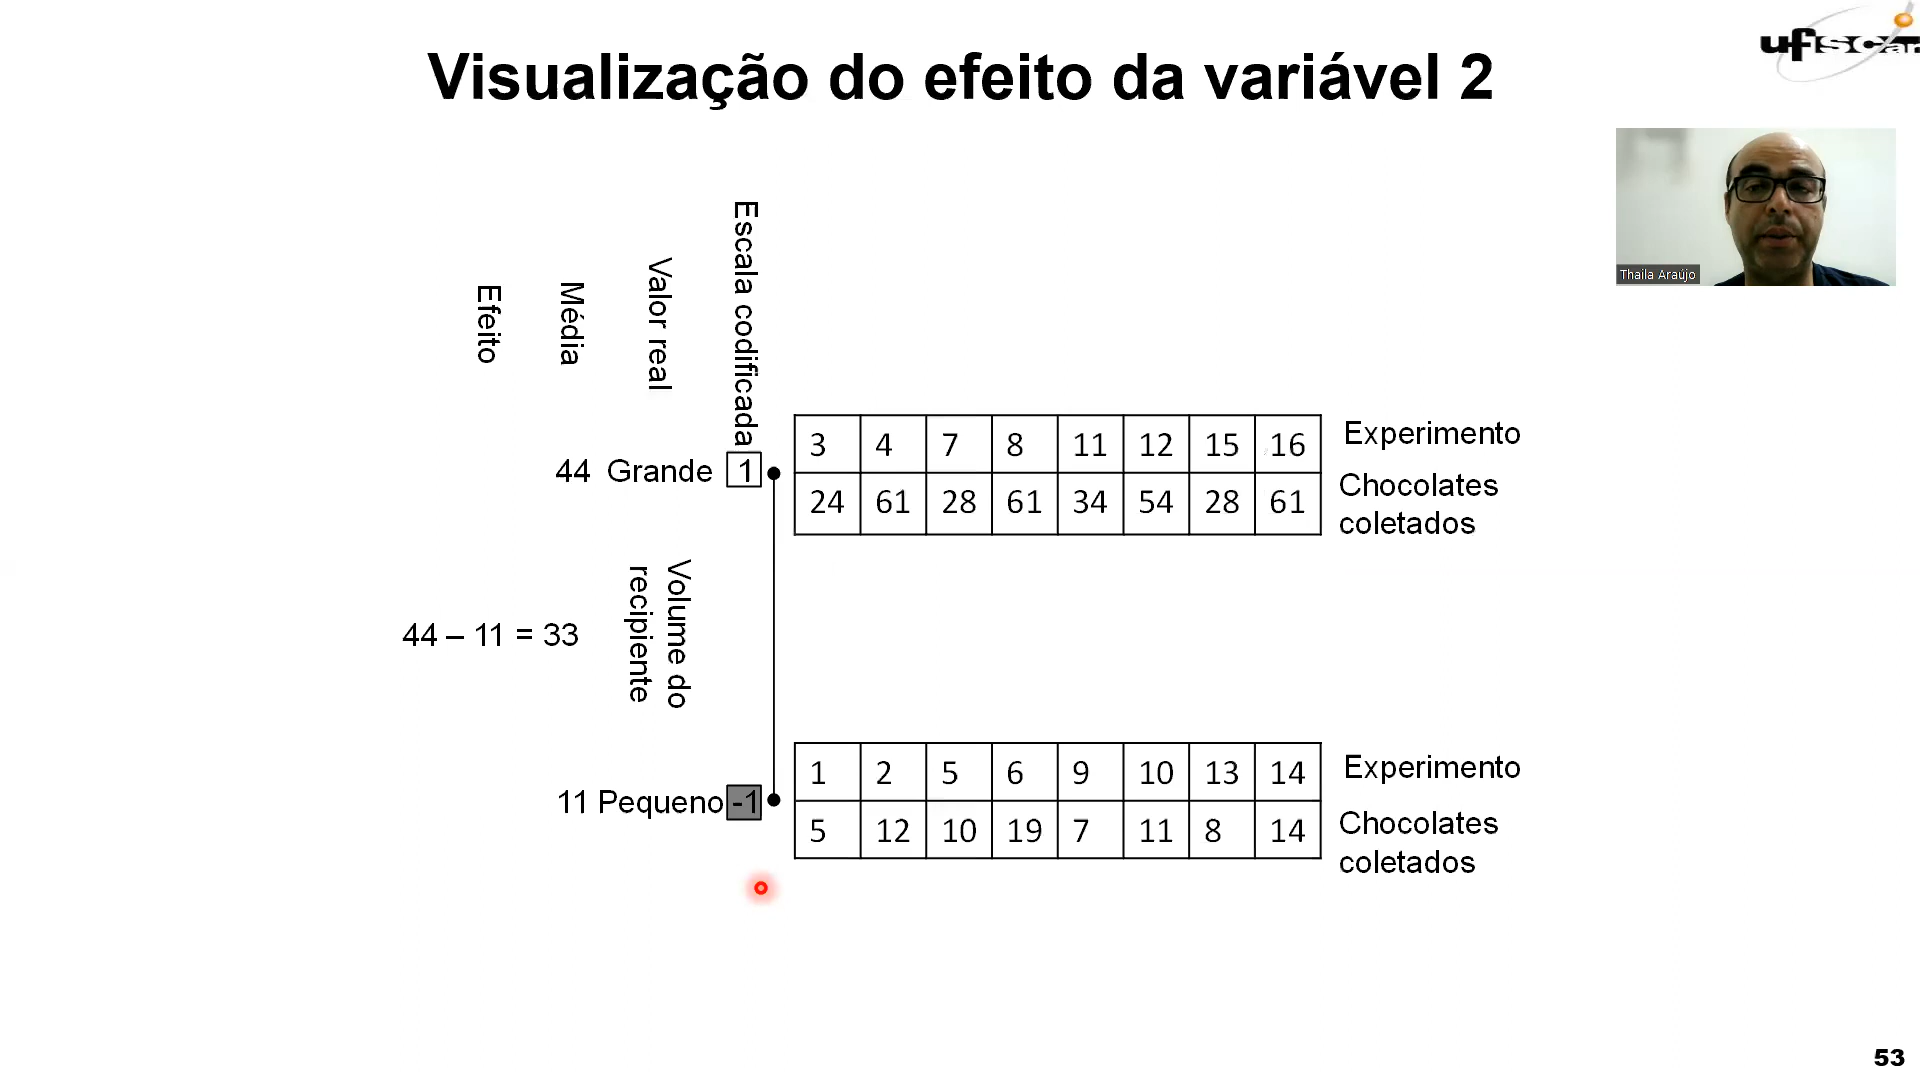 Visualização do efeito da variável 2
ufscar
Thaila Araújo
Efeito
Média
Valor real
Escala codificada
3 4 7 8 11 12 15 16
Experimento
44 Grande 1
24 61 28 61 34 54 28 61
Chocolates
coletados
44 – 11 = 33
Volume do
recipiente
1 2 5 6 9 10 13 14
Experimento
11 Pequeno -1
5 12 10 19 7 11 8 14
Chocolates
coletados
53